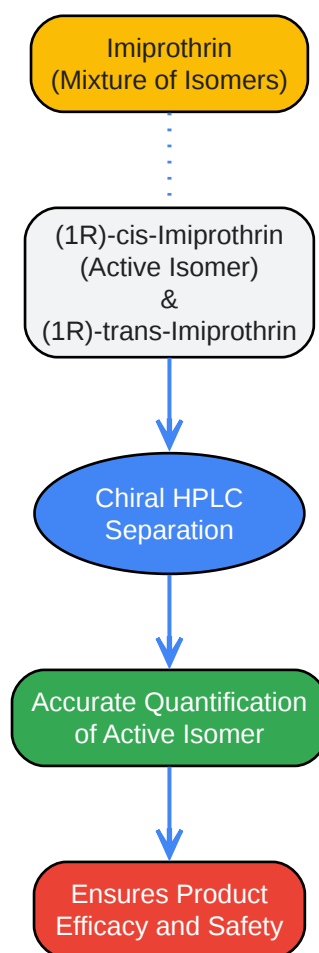 Imiprothrin
(Mixture of Isomers)
(1R)-cis-Imiprothrin
(Active Isomer)
&
(1R)-trans-Imiprothrin
Chiral HPLC
Separation
Accurate Quantification
of Active Isomer
Ensures Product
Efficacy and Safety